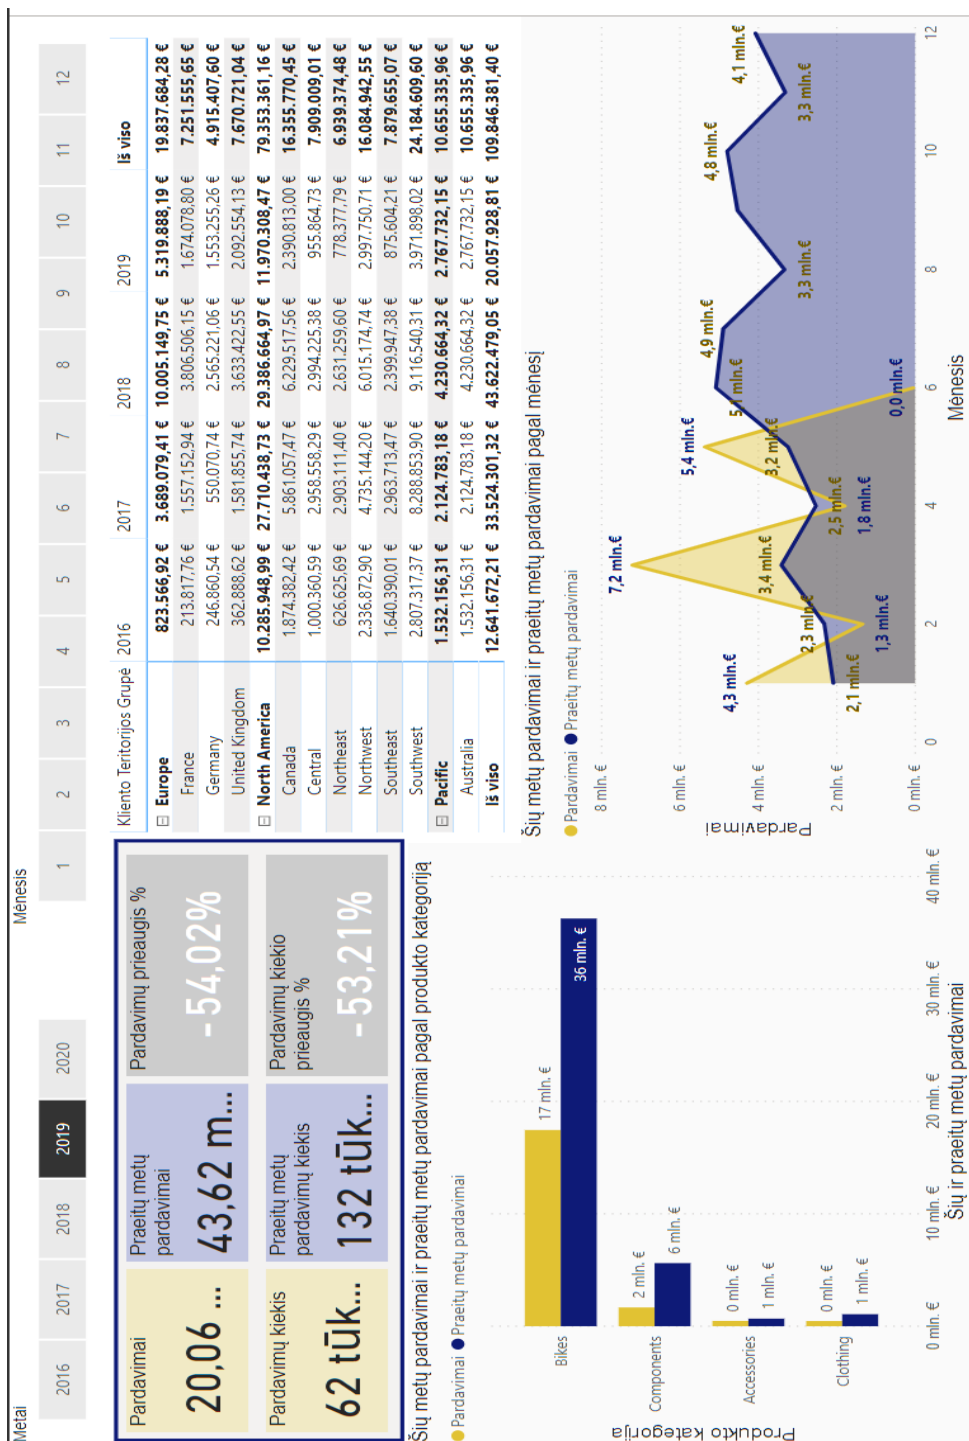 Metai
2016 2017 2018 2019 2020
Mėnesis
1 2 3 4 5 6 7 8 9 10 11 12
Pardavimai
20,06 ...
Praeitų metų pardavimai
43,62 m...
Pardavimų prieaugis %
-54,02%
Pardavimų kiekis
62 tūk...
Praeitų metų pardavimų kiekis
132 tūk...
Pardavimų kiekio prieaugis %
-53,21%
Kliento Teritorijos Grupė 2016 2017 2018 2019 Iš viso
Europe 823.566,92 € 3.689.079,41 € 10.005.149,75 € 5.319.888,19 € 19.837.684,28 €
France 213.817,76 € 1.557.152,94 € 3.806.506,15 € 1.674.078,80 € 7.251.555,65 €
Germany 246.860,54 € 550.070,74 € 2.565.221,06 € 1.553.255,26 € 4.915.407,60 €
United Kingdom 362.888,62 € 1.581.855,74 € 3.633.422,55 € 2.092.554,13 € 7.670.721,04 €
North America 10.285.948,99 € 27.710.438,73 € 29.386.664,97 € 11.970.308,47 € 79.353.361,16 €
Canada 1.874.382,42 € 5.861.057,47 € 6.229.517,56 € 2.390.813,00 € 16.355.770,45 €
Central 1.000.360,59 € 2.958.558,29 € 2.994.225,38 € 955.864,73 € 7.909.009,01 €
Northeast 626.625,69 € 2.903.111,40 € 2.631.259,60 € 778.377,79 € 6.939.374,48 €
Northwest 2.336.872,90 € 4.735.144,20 € 6.015.174,74 € 2.997.750,71 € 16.084.942,55 €
Southeast 1.640.390,01 € 2.963.713,47 € 2.399.947,38 € 875.604,21 € 7.879.655,07 €
Southwest 2.807.317,37 € 8.288.853,90 € 9.116.540,31 € 3.971.898,02 € 24.184.609,60 €
Pacific 1.532.156,31 € 2.124.783,18 € 4.230.664,32 € 2.767.732,15 € 10.655.335,96 €
Australia 1.532.156,31 € 2.124.783,18 € 4.230.664,32 € 2.767.732,15 € 10.655.335,96 €
Iš viso 12.641.672,21 € 33.524.301,32 € 43.622.479,05 € 20.057.928,81 € 109.846.381,40 €
Šių metų pardavimai ir praeitų metų pardavimai pagal produkto kategoriją
Pardavimai Praeitų metų pardavimai
Produkto kategorija
Bikes 17 mln. € 36 mln. €
Components 2 mln. € 6 mln. €
Accessories 0 mln. € 1 mln. €
Clothing 0 mln. € 1 mln. €
0 mln. € 10 mln. € 20 mln. € 30 mln. € 40 mln. €
Šių ir praeitų metų pardavimai
Šių metų pardavimai ir praeitų metų pardavimai pagal mėnesį
Pardavimai Praeitų metų pardavimai
Pardavimai
8 mln. €
6 mln. €
4 mln. €
2 mln. €
0 mln. €
4,3 mln.€
2,1 mln.€
2,3 mln.€
1,3 mln.€
7,2 mln.€
3,4 mln.€
2,5 mln.€
1,8 mln.€
5,4 mln.€
3,2 mln.€
5,1 mln.€
0,0 mln.€
4,9 mln.€
3,3 mln.€
4,8 mln.€
3,3 mln.€
4,1 mln.€
0 2 4 6 8 10 12
Mėnesis